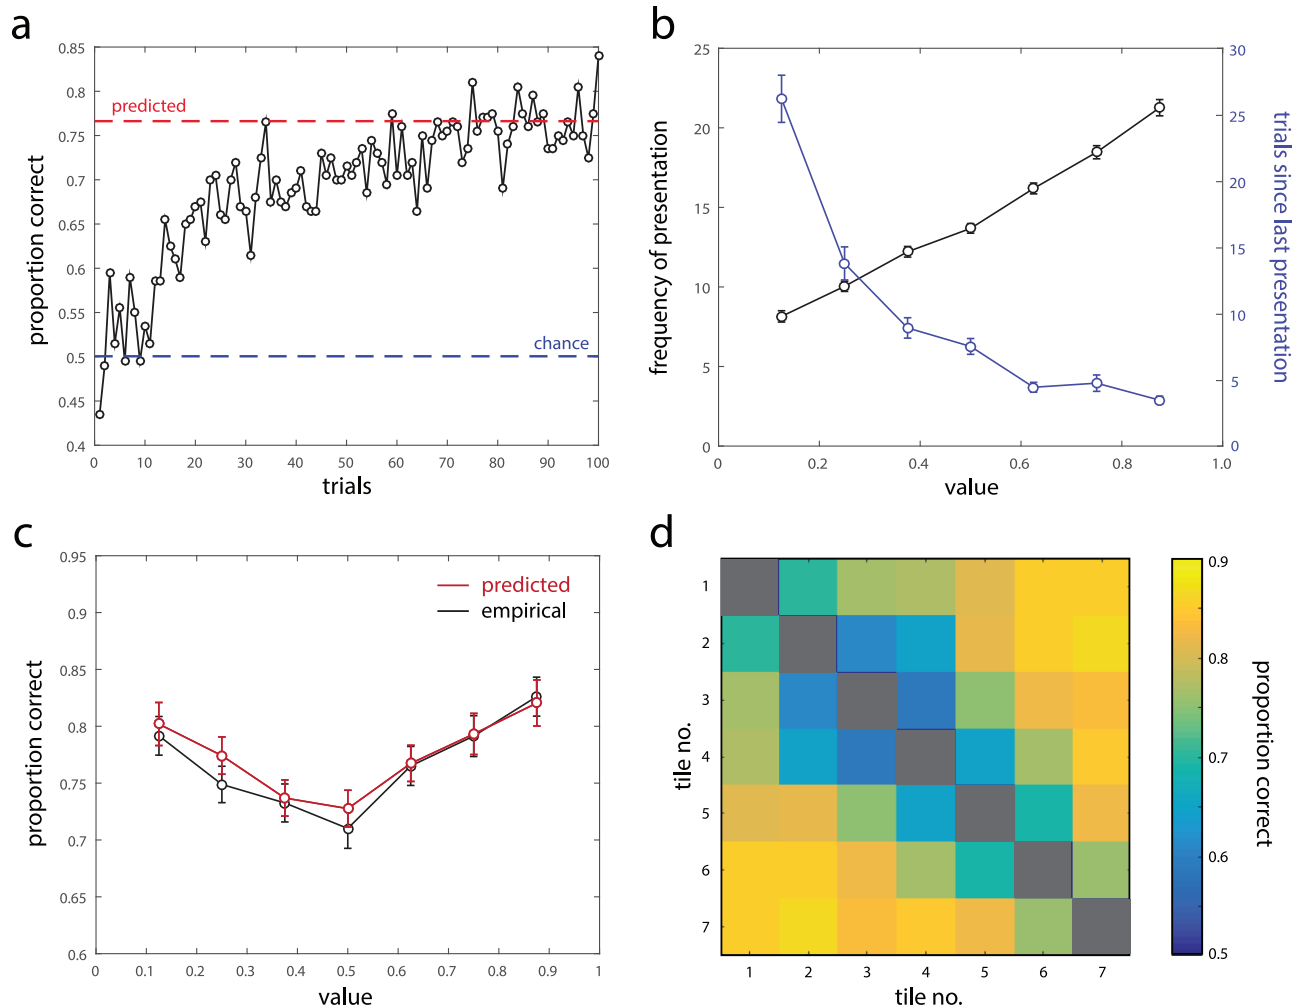 a
0.85
0.8
0.75
0.7
0.65
0.6
0.55
0.5
0.45
0.4
proportion correct
predicted
chance
0 10 20 30 40 50 60 70 80 90 100
trials
b
25
20
15
10
5
0
frequency of presentation
30
25
20
15
10
5
0
trials since last presentation
0 0.2 0.4 0.6 0.8 1.0
value
c
0.95
0.9
0.85
0.8
0.75
0.7
0.65
0.6
proportion correct
predicted
empirical
0 0.1 0.2 0.3 0.4 0.5 0.6 0.7 0.8 0.9 1
value
d
1
2
3
4
5
6
7
tile no.
1 2 3 4 5 6 7
tile no.
0.9
0.8
0.7
0.6
0.5
proportion correct